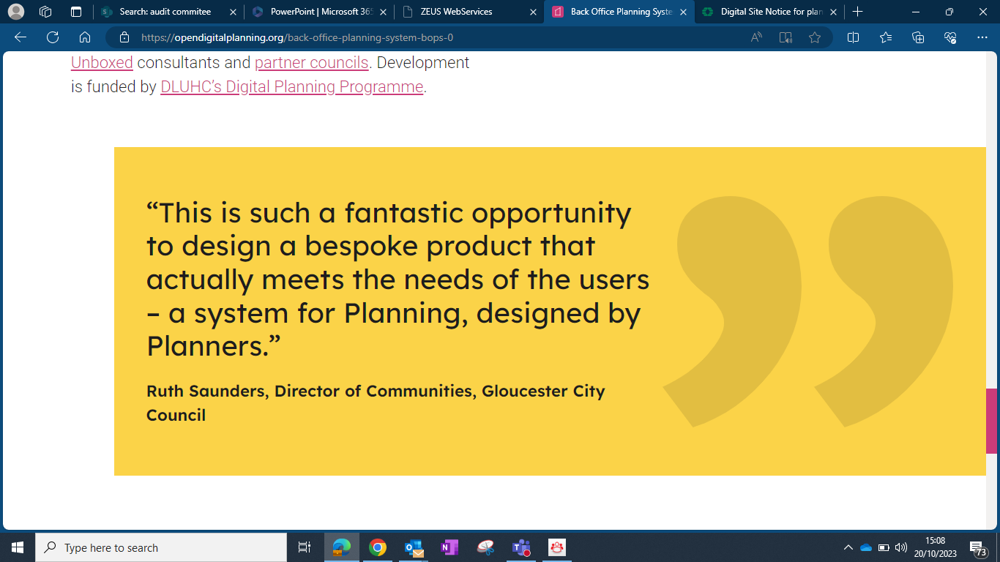 Search: audit commitee
PowerPoint | Microsoft 365
ZEUS WebServices
Back Office Planning Syste
Digital Site Notice for plan
https://opendigitalplanning.org/back-office-planning-system-bops-0
Unboxed consultants and partner councils. Development
is funded by DLUHC’s Digital Planning Programme.
“This is such a fantastic opportunity
to design a bespoke product that
actually meets the needs of the users
– a system for Planning, designed by
Planners.”
Ruth Saunders, Director of Communities, Gloucester City
Council
Type here to search
15:08
20/10/2023
73